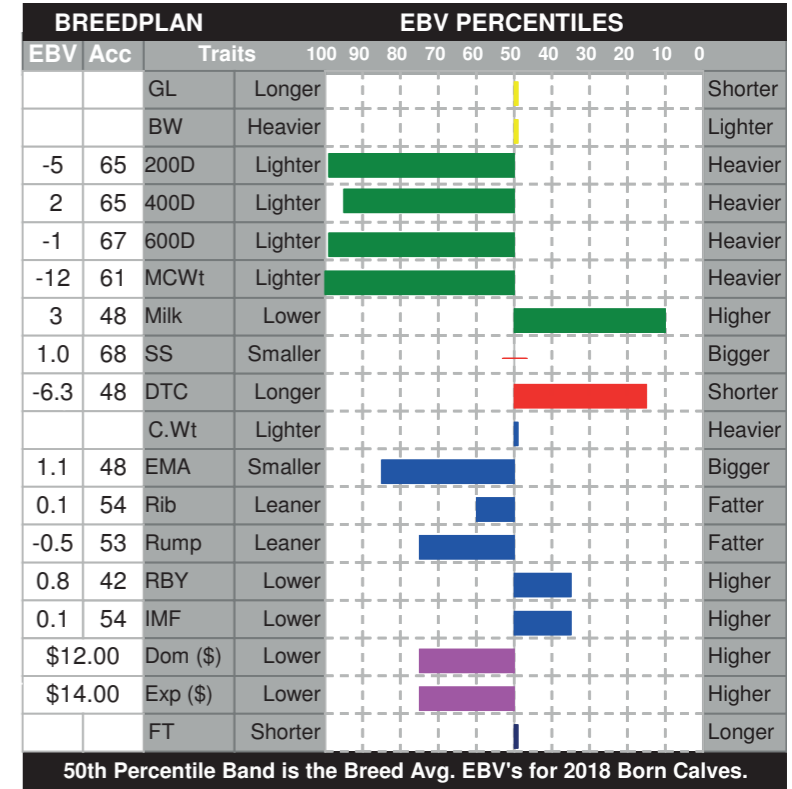 BREEDPLAN EBV PERCENTILES
EBV Acc Traits 100 90 80 70 60 50 40 30 20 10 0
GL Longer Shorter
BW Heavier Lighter
-5 65 200D Lighter Heavier
2 65 400D Lighter Heavier
-1 67 600D Lighter Heavier
-12 61 MCWt Lighter Heavier
3 48 Milk Lower Higher
1.0 68 SS Smaller Bigger
-6.3 48 DTC Longer Shorter
C.Wt Lighter Heavier
1.1 48 EMA Smaller Bigger
0.1 54 Rib Leaner Fatter
-0.5 53 Rump Leaner Fatter
0.8 42 RBY Lower Higher
0.1 54 IMF Lower Higher
$12.00 Dom ($) Lower Higher
$14.00 Exp ($) Lower Higher
FT Shorter Longer
50th Percentile Band is the Breed Avg. EBV's for 2018 Born Calves.